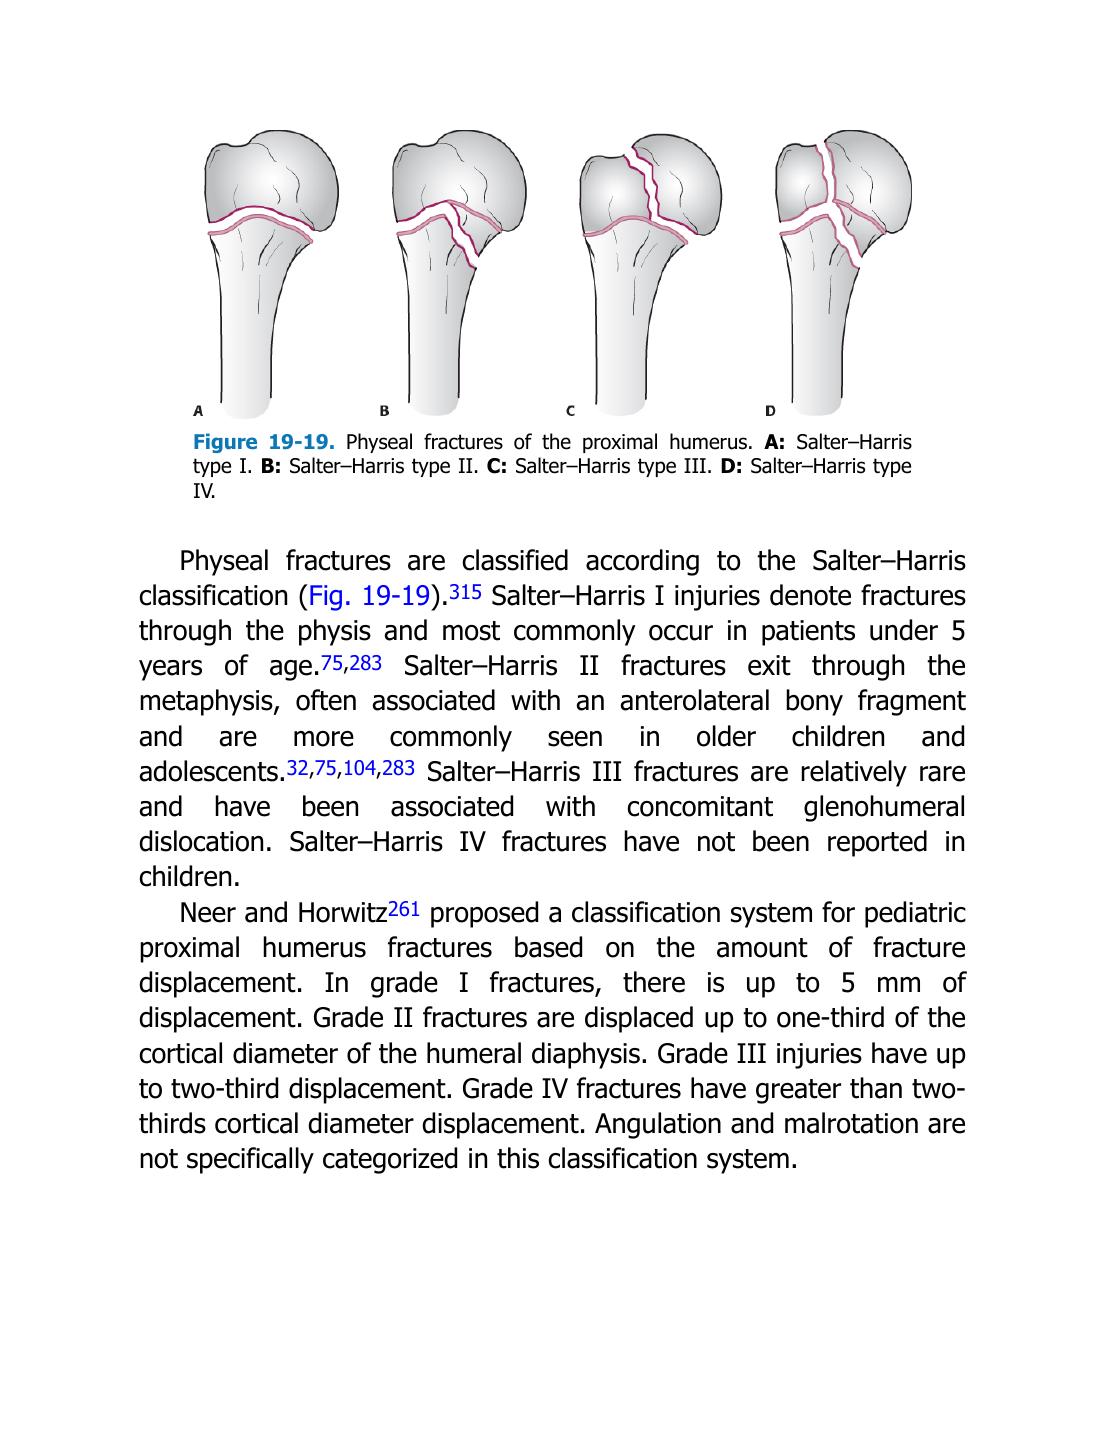 A B C D
Figure 19-19. Physeal fractures of the proximal humerus. A: Salter–Harris
type I. B: Salter–Harris type II. C: Salter–Harris type III. D: Salter–Harris type
IV.
Physeal fractures are classified according to the Salter–Harris
classification (Fig. 19-19).315 Salter–Harris I injuries denote fractures
through the physis and most commonly occur in patients under 5
years of age.75,283 Salter–Harris II fractures exit through the
metaphysis, often associated with an anterolateral bony fragment
and are more commonly seen in older children and
adolescents.32,75,104,283 Salter–Harris III fractures are relatively rare
and have been associated with concomitant glenohumeral
dislocation. Salter–Harris IV fractures have not been reported in
children.
Neer and Horwitz261 proposed a classification system for pediatric
proximal humerus fractures based on the amount of fracture
displacement. In grade I fractures, there is up to 5 mm of
displacement. Grade II fractures are displaced up to one-third of the
cortical diameter of the humeral diaphysis. Grade III injuries have up
to two-third displacement. Grade IV fractures have greater than two-
thirds cortical diameter displacement. Angulation and malrotation are
not specifically categorized in this classification system.